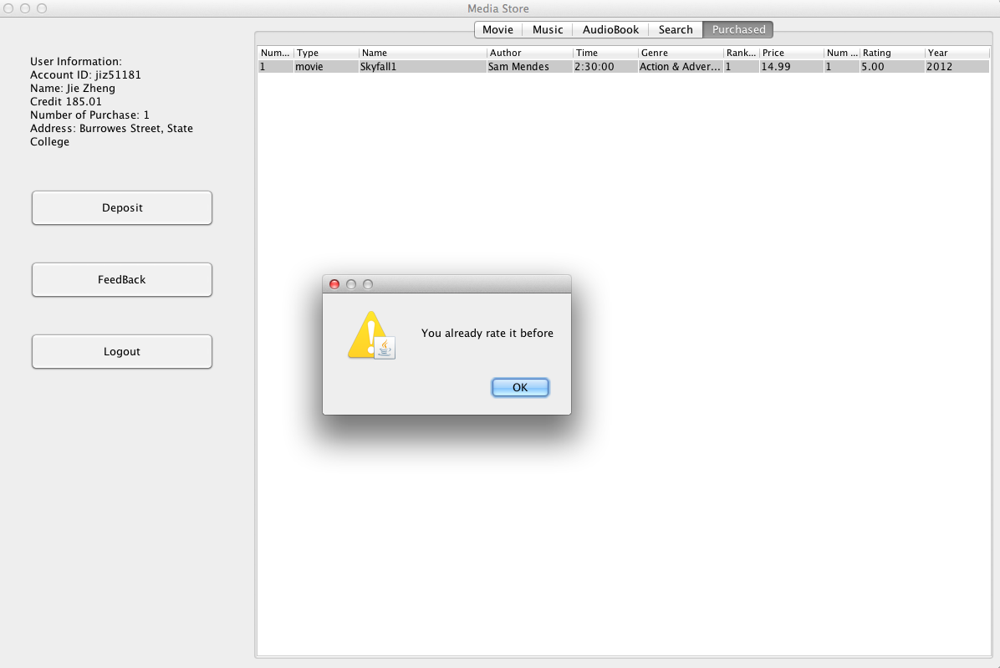 Media Store
Movie Music AudioBook Search Purchased
User Information:
Account ID: jiz51181
Name: Jie Zheng
Credit 185.01
Number of Purchase: 1
Address: Burrowes Street, State
College
Deposit
FeedBack
Logout
Num... Type Name Author Time Genre Rank... Price Num ... Rating Year
1 movie Skyfall1 Sam Mendes 2:30:00 Action & Adver... 1 14.99 1 5.00 2012
You already rate it before
OK